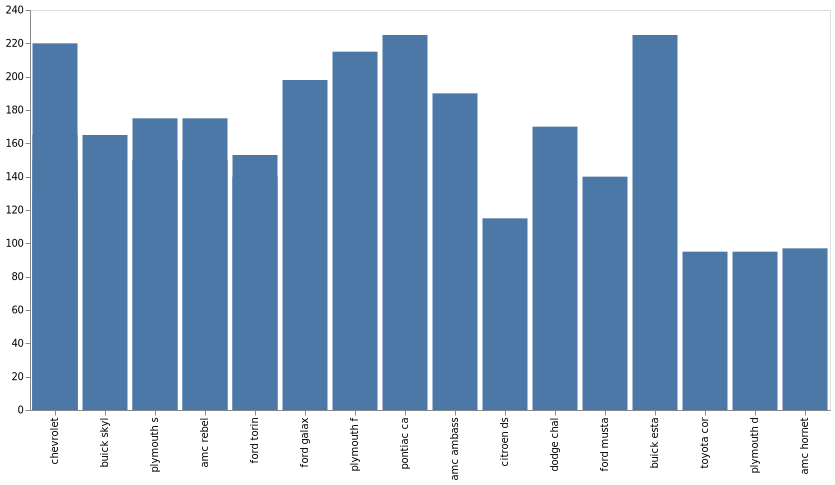 240
220
200
180
160
140
120
100
80
60
40
20
0
chevrolet
buick skyl
plymouth s
amc rebel
ford torin
ford galax
plymouth f
pontiac ca
amc ambass
citroen ds
dodge chal
ford musta
buick esta
toyota cor
plymouth d
amc hornet